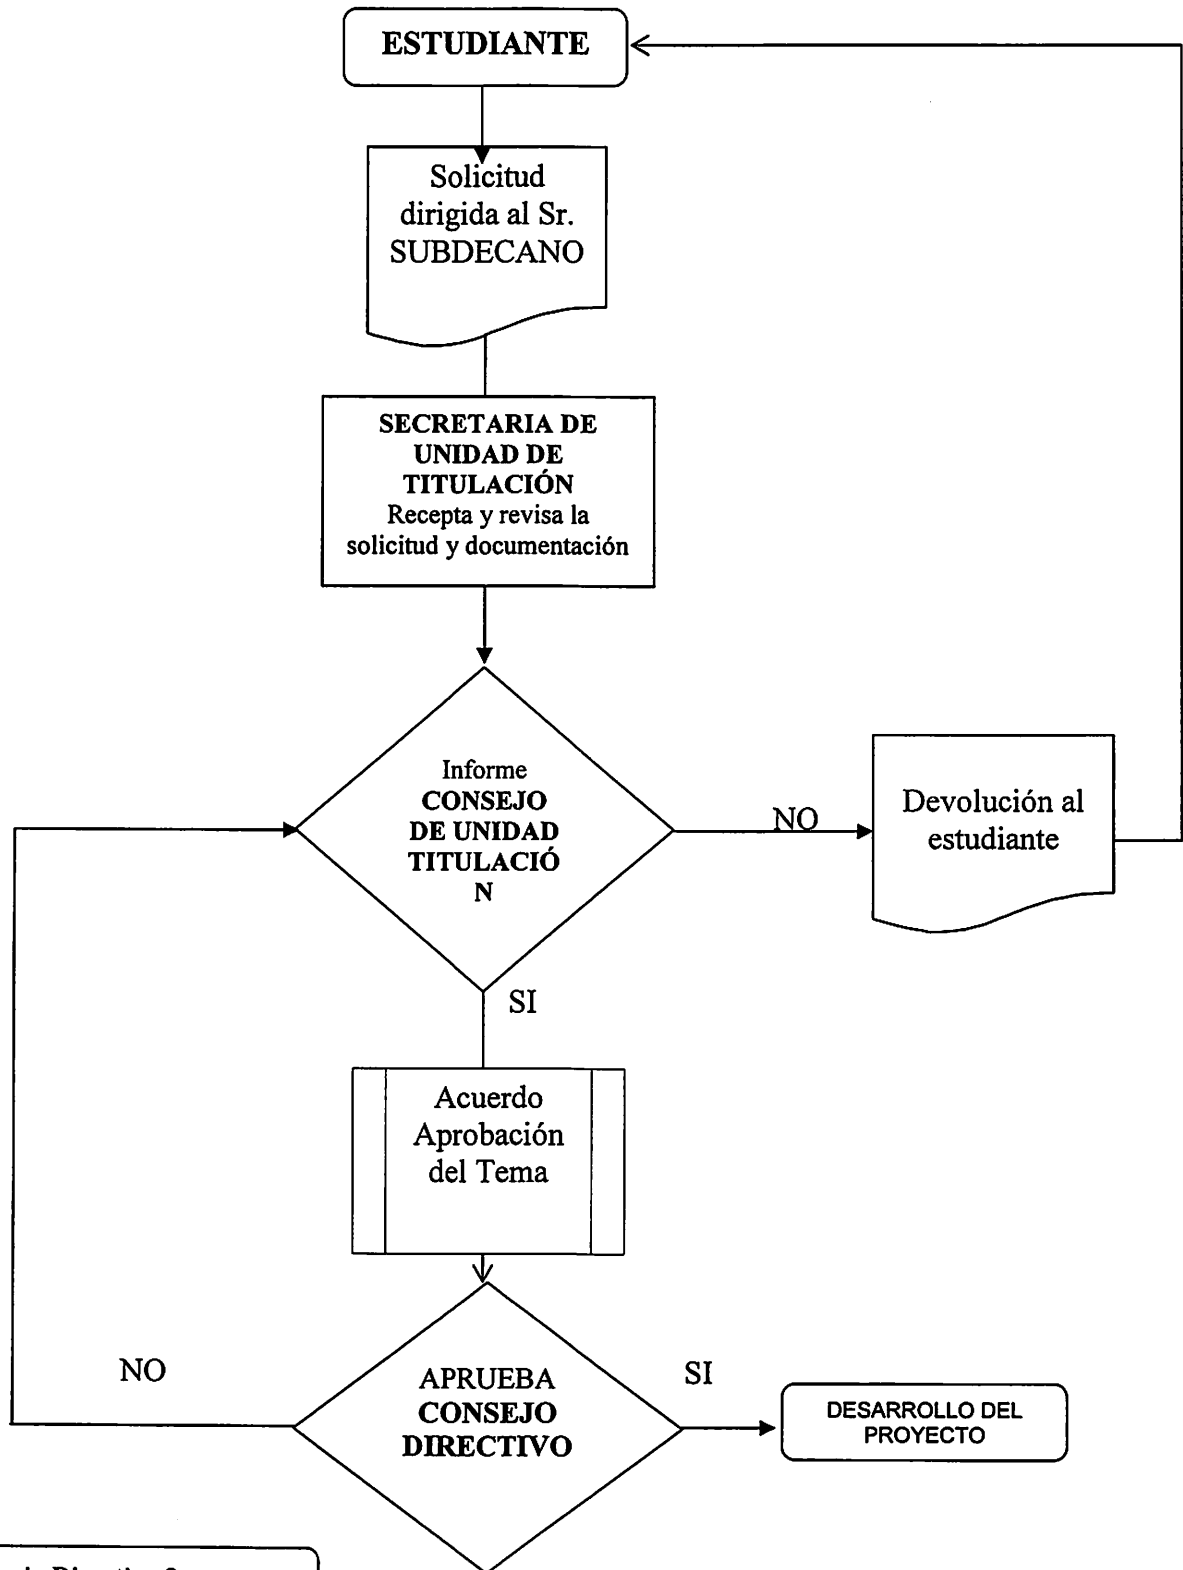 ESTUDIANTE
Solicitud
dirigida al Sr.
SUBDECANO
SECRETARIA DE
UNIDAD DE
TITULACIÓN
Recepta y revisa la
solicitud y documentación
Informe
CONSEJO
DE UNIDAD
TITULACIÓ
N
NO
Devolución al
estudiante
SI
Acuerdo
Aprobación
del Tema
NO
APRUEBA
CONSEJO
DIRECTIVO
SI
DESARROLLO DEL
PROYECTO